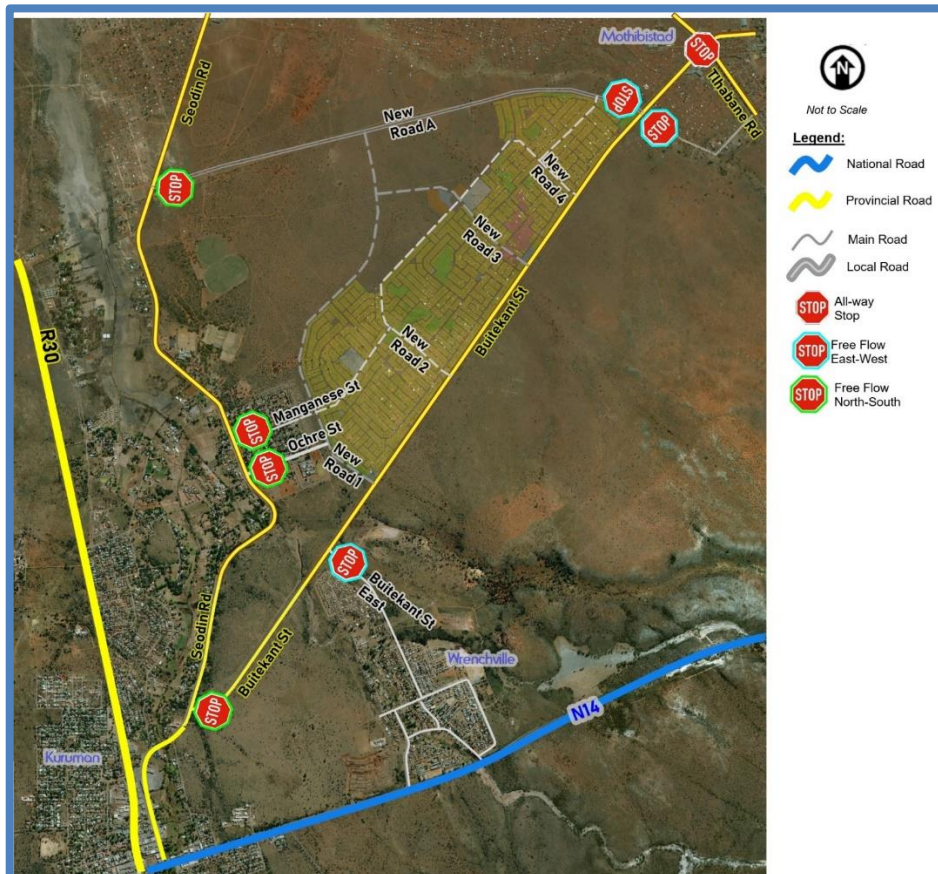 Mothibistad
STOP
Tlhabane Rd
Seodin Rd
New
Road A
STOP
STOP
STOP
New
Road 4
New
Road 3
Buitekant St
R30
New
Road 2
Manganese St
STOP
Ochre St
STOP
New
Road 1
STOP
Buitekant St
East
Seodin Rd
Buitekant St
Wrenchville
STOP
N14
Kuruman
N
Not to Scale
Legend:
National Road
Provincial Road
Main Road
Local Road
STOP
All-way
Stop
STOP
Free Flow
East-West
STOP
Free Flow
North-South